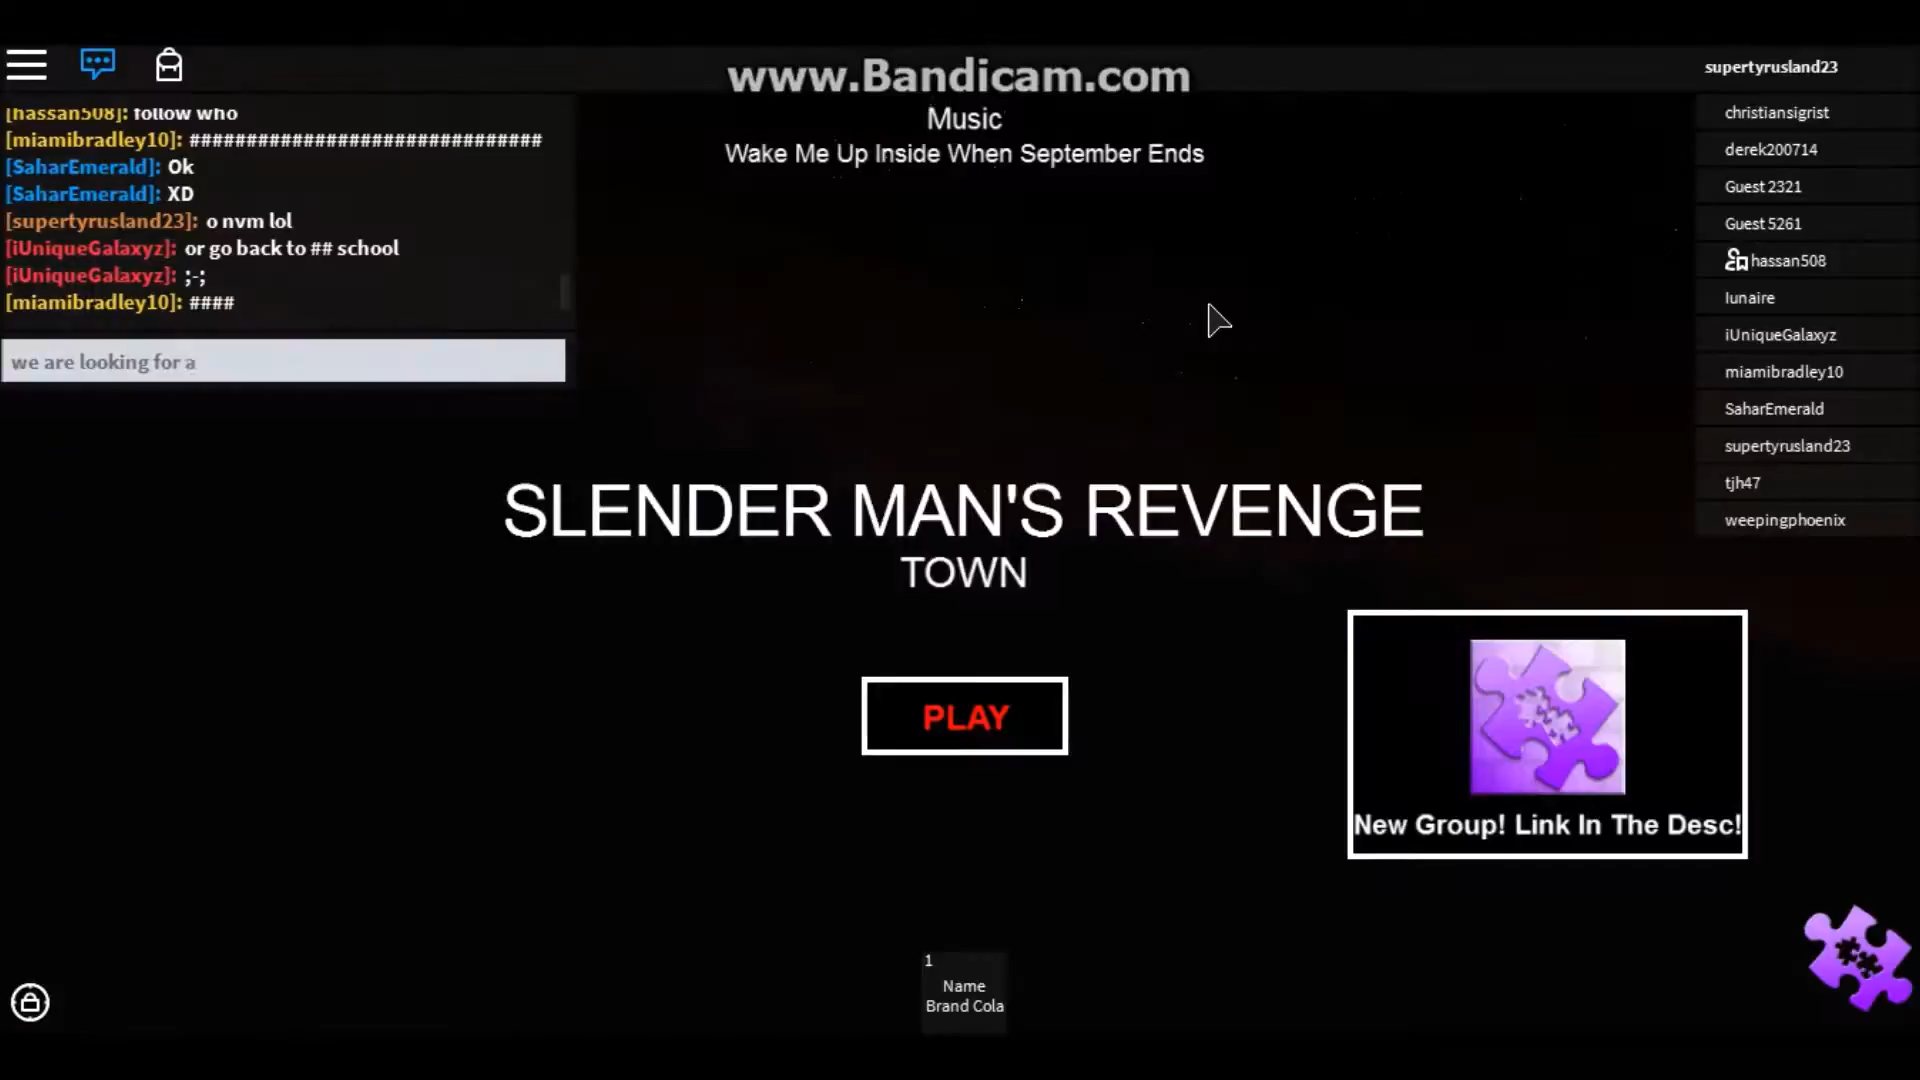 www.Bandicam.com
supertyrusland23
[hassan508]: follow who
[miamibradley10]: ###############################
[SaharEmerald]: Ok
[SaharEmerald]: XD
[supertyrusland23]: o nvm lol
[iUniqueGalaxyz]: or go back to ## school
[iUniqueGalaxyz]: ;-;
[miamibradley10]: ####
we are looking for a
Music
Wake Me Up Inside When September Ends
christiansigrist
derek200714
Guest 2321
Guest 5261
hassan508
lunaire
iUniqueGalaxyz
miamibradley10
SaharEmerald
supertyrusland23
tjh47
weepingphoenix
SLENDER MAN'S REVENGE
TOWN
PLAY
New Group! Link In The Desc!
1
Name
Brand Cola